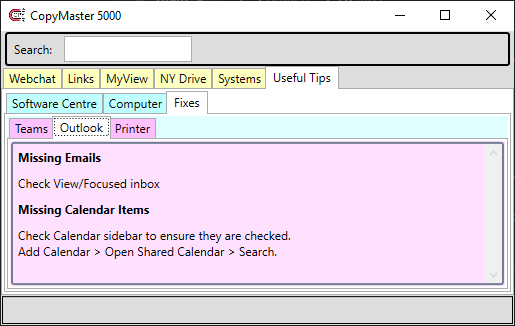 CopyMaster 5000
Search:
Webchat Links MyView NY Drive Systems Useful Tips
Software Centre Computer Fixes
Teams Outlook Printer
Missing Emails
Check View/Focused inbox
Missing Calendar Items
Check Calendar sidebar to ensure they are checked.
Add Calendar > Open Shared Calendar > Search.